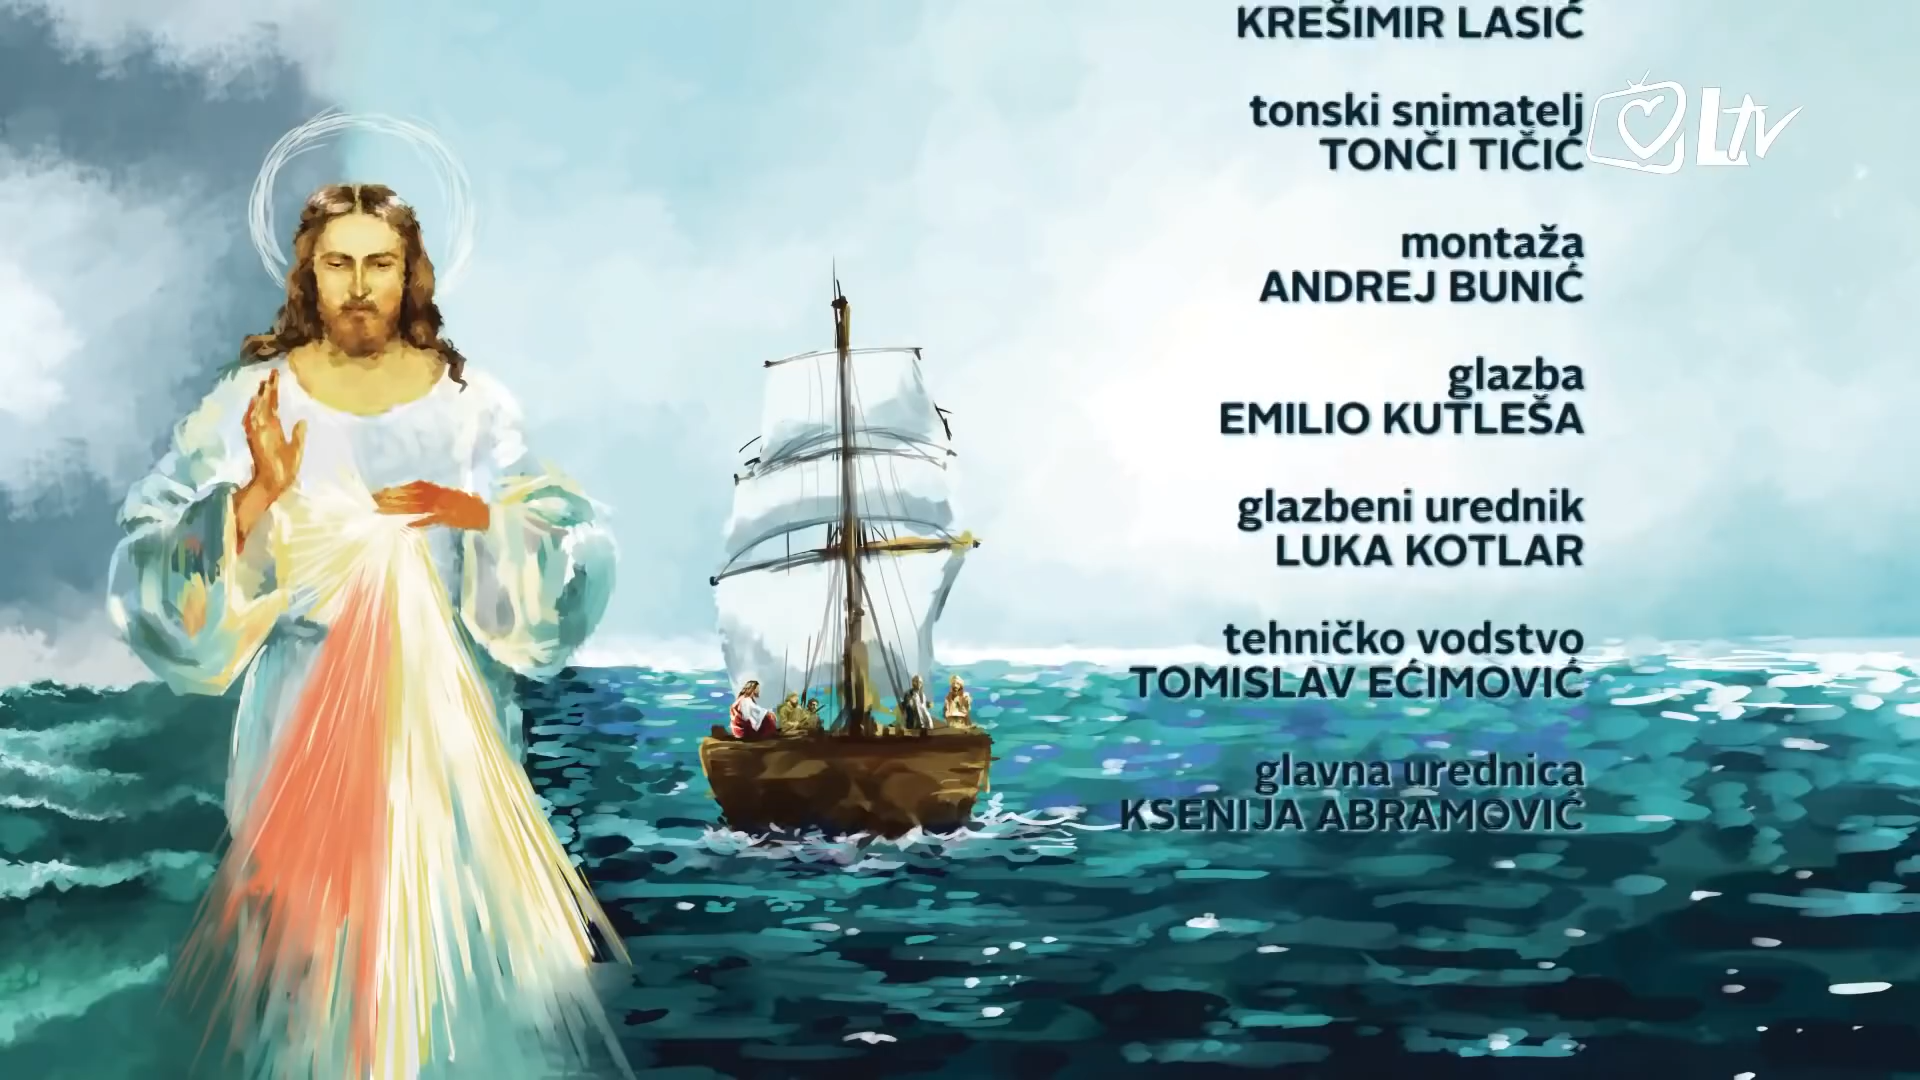 KREŠIMIR LASIĆ
tonski snimatelj
TONČI TIČIĆ
LTV
montaža
ANDREJ BUNIĆ
glazba
EMILIO KUTLEŠA
glazbeni urednik
LUKA KOTLAR
tehničko vodstvo
TOMISLAV EĆIMOVIĆ
glavna urednica
KSENIJA ABRAMOVIĆ